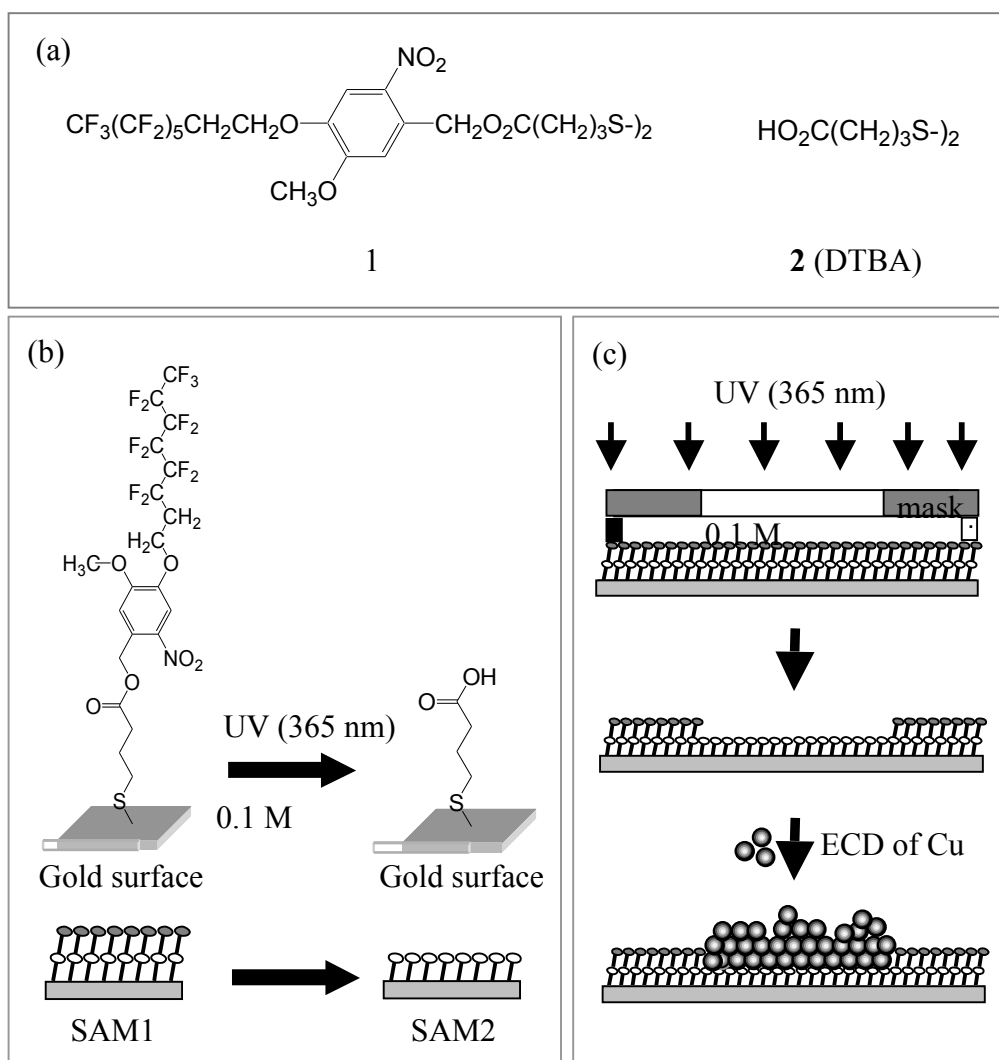 (a)
NO2
CF3(CF2)5CH2CH2O
CH2O2C(CH2)3S-)2
CH3O
1
HO2C(CH2)3S-)2
2 (DTBA)
(b)
CF3
F2C
CF2
F2C
CF2
F2C
CH2
H2C
O
H3C
O
NO2
O
O
S
Gold surface
UV (365 nm)
0.1 M
OH
O
S
Gold surface
SAM1
SAM2
(c)
UV (365 nm)
mask
0.1 M
ECD of Cu